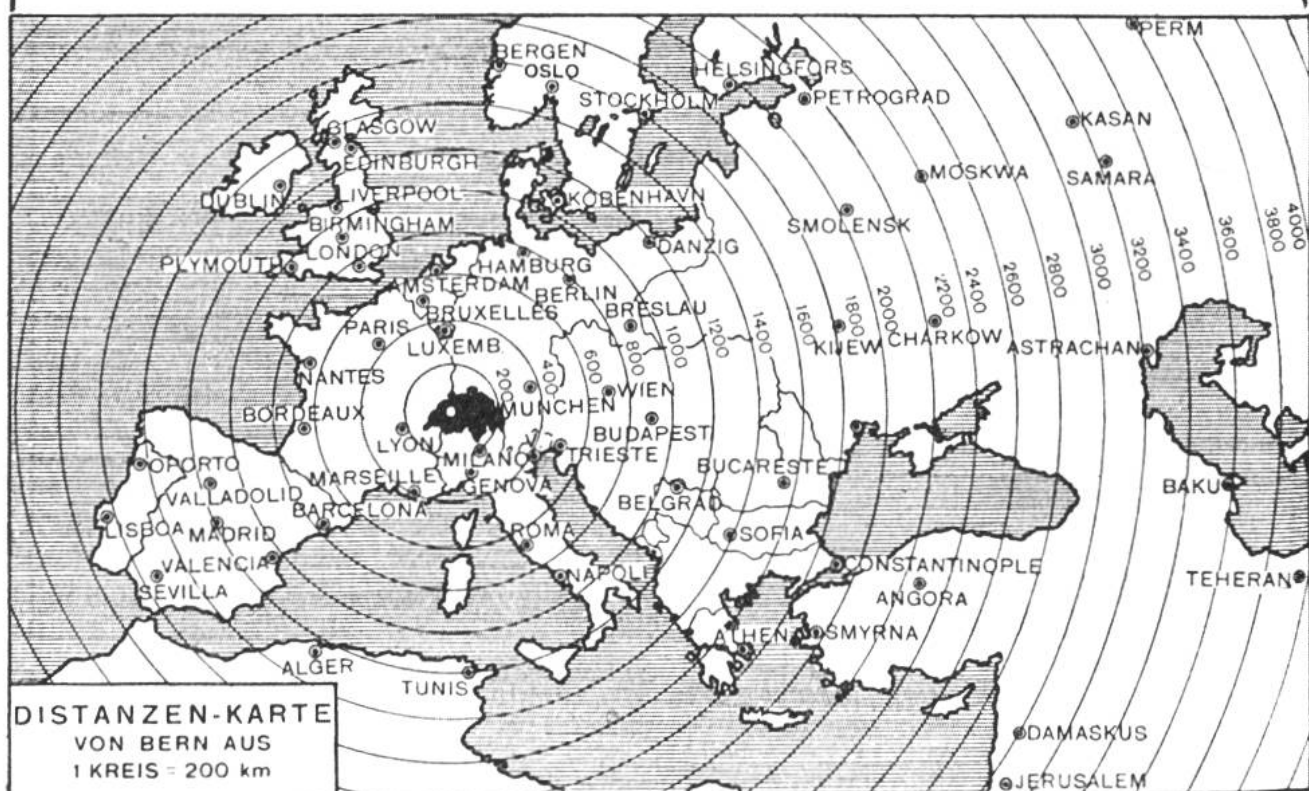 PERM
BERGEN
OSLO
HELSINGFORS
STOCKHOLM
PETROGRAD
BLASGOW
KASAN
EDINBURGH
MOSKWA
SAMARA
DUBLIN
LIVERPOOL
KOBENHAVN
BIRMINGHAM
SMOLENSK
PLYMOUTH
LONDON
HAMBURG
DANZIG
AMSTERDAM
BERLIN
BRUXELLES
BRESLAU
PARIS
LUXEMB
KIJEW
CHARKOW
ASTRACHAN
200
400
600
800
1000
1200
1400
1600
1800
2000
2200
2400
2600
2800
3000
3200
3400
3600
3800
4000
NANTES
MÜNCHEN
WIEN
BORDEAUX
LYON
BUDAPEST
MILANO
TRIESTE
OPORTO
MARSEILLE
GENOVA
BUCARESTE
VALLADOLID
BELGRAD
BAKU
LISBOA
MADRID
BARCELONA
ROMA
SOFIA
VALENCIA
NAPOLE
CONSTANTINOPLE
SEVILLA
ANGORA
TEHERAN
ATHEN
SMYRNA
ALGER
TUNIS
DAMASKUS
JERUSALEM
DISTANZEN-KARTE
VON BERN AUS
1 KREIS = 200 km